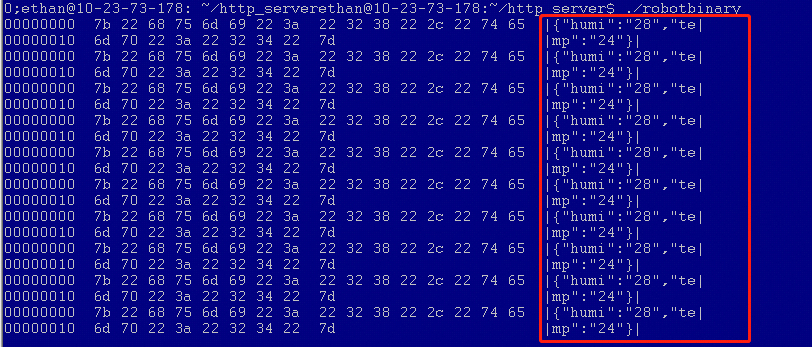 0;ethan@10-23-73-178: ~/http_serverethan@10-23-73-178:~/http_server$ ./robotbinary
00000000  7b 22 68 75 6d 69 22 3a  22 32 38 22 2c 22 74 65  |{"humi":"28","te|
00000010  6d 70 22 3a 22 32 34 22  7d                       |mp":"24"}|
00000000  7b 22 68 75 6d 69 22 3a  22 32 38 22 2c 22 74 65  |{"humi":"28","te|
00000010  6d 70 22 3a 22 32 34 22  7d                       |mp":"24"}|
00000000  7b 22 68 75 6d 69 22 3a  22 32 38 22 2c 22 74 65  |{"humi":"28","te|
00000010  6d 70 22 3a 22 32 34 22  7d                       |mp":"24"}|
00000000  7b 22 68 75 6d 69 22 3a  22 32 38 22 2c 22 74 65  |{"humi":"28","te|
00000010  6d 70 22 3a 22 32 34 22  7d                       |mp":"24"}|
00000000  7b 22 68 75 6d 69 22 3a  22 32 38 22 2c 22 74 65  |{"humi":"28","te|
00000010  6d 70 22 3a 22 32 34 22  7d                       |mp":"24"}|
00000000  7b 22 68 75 6d 69 22 3a  22 32 38 22 2c 22 74 65  |{"humi":"28","te|
00000010  6d 70 22 3a 22 32 34 22  7d                       |mp":"24"}|
00000000  7b 22 68 75 6d 69 22 3a  22 32 38 22 2c 22 74 65  |{"humi":"28","te|
00000010  6d 70 22 3a 22 32 34 22  7d                       |mp":"24"}|
00000000  7b 22 68 75 6d 69 22 3a  22 32 38 22 2c 22 74 65  |{"humi":"28","te|
00000010  6d 70 22 3a 22 32 34 22  7d                       |mp":"24"}|
00000000  7b 22 68 75 6d 69 22 3a  22 32 38 22 2c 22 74 65  |{"humi":"28","te|
00000010  6d 70 22 3a 22 32 34 22  7d                       |mp":"24"}|
00000000  7b 22 68 75 6d 69 22 3a  22 32 38 22 2c 22 74 65  |{"humi":"28","te|
00000010  6d 70 22 3a 22 32 34 22  7d                       |mp":"24"}|